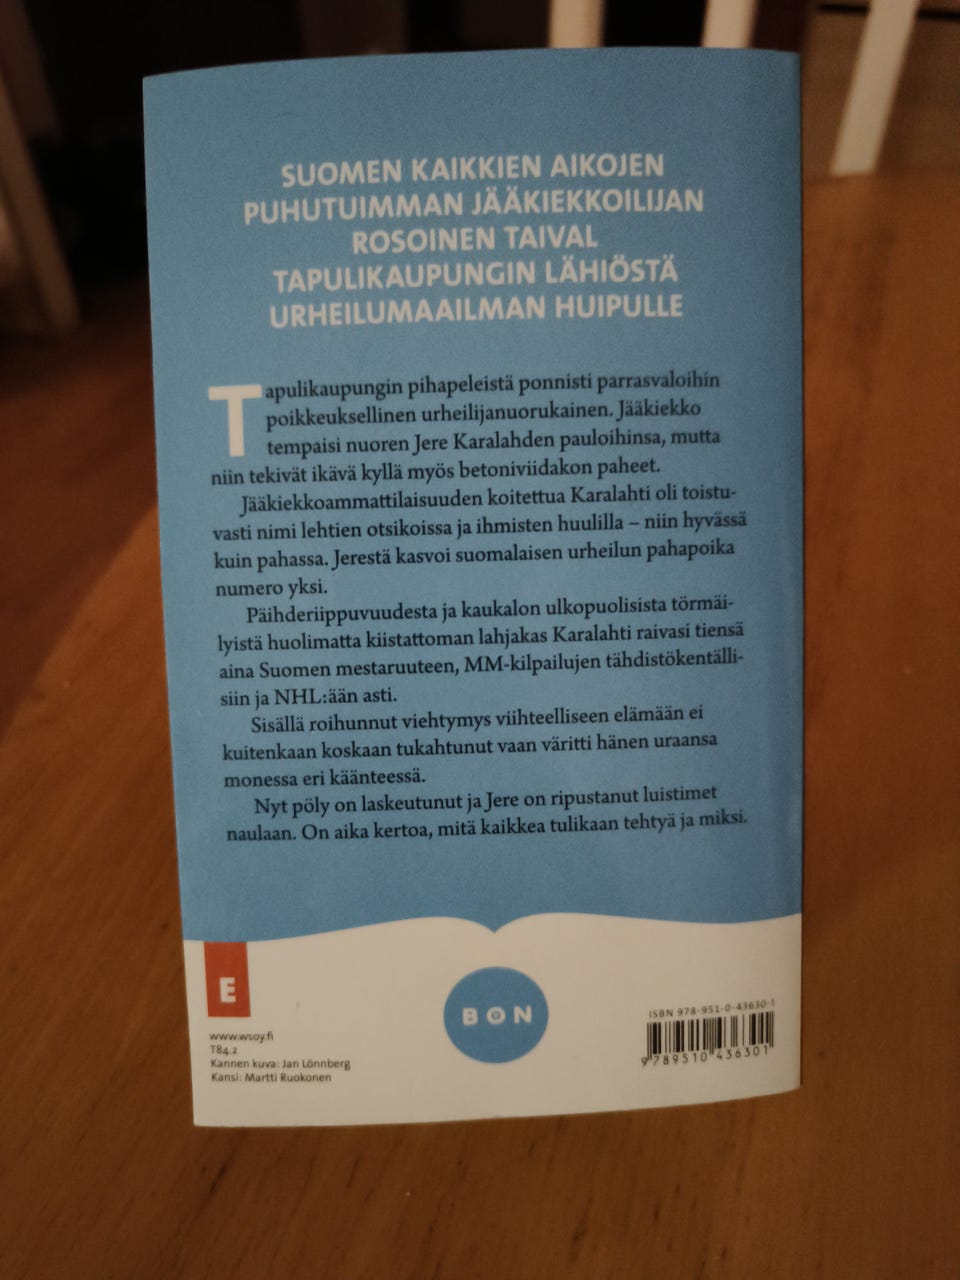 SUOMEN KAIKKIEN AIKOJEN
PUHUTUIMMAN JÄÄKIEKKOILIJAN
ROSOINEN TAIVAL
TAPULIKAUPUNGIN LÄHIÖSTÄ
URHEILUMAAILMAN HUIPULLE
Tapulikaupungin pihapeleistä ponnisti parrasvaloihin
poikkeuksellinen urheilijanuorukainen. Jääkiekko
tempaisi nuoren Jere Karalahden pauloihinsa, mutta
niin tekivät ikävä kyllä myös betoniviidakon paheet.
Jääkiekkoammattilaisuuden koitettua Karalahti oli toistu-
vasti nimi lehtien otsikoissa ja ihmisten huulilla – niin hyvässä
kuin pahassa. Jerestä kasvoi suomalaisen urheilun pahapoika
numero yksi.
Päihderiippuvuudesta ja kaukalon ulkopuolisista törmäi-
lyistä huolimatta kiistattoman lahjakas Karalahti raivasi tiensä
aina Suomen mestaruuteen, MM-kilpailujen tähdistökentälli-
siin ja NHL:ään asti.
Sisällä roihunnut viehtymys viihteelliseen elämään ei
kuitenkaan koskaan tukahtunut vaan väritti hänen uraansa
monessa eri käänteessä.
Nyt pöly on laskeutunut ja Jere on ripustanut luistimet
naulaan. On aika kertoa, mitä kaikkea tulikaan tehtyä ja miksi.
E
www.wsoy.fi
T84.2
Kannen kuva: Jan Lönnberg
Kansi: Martti Ruokonen
BON
ISBN 978-951-0-43630-1
9 789510 436301